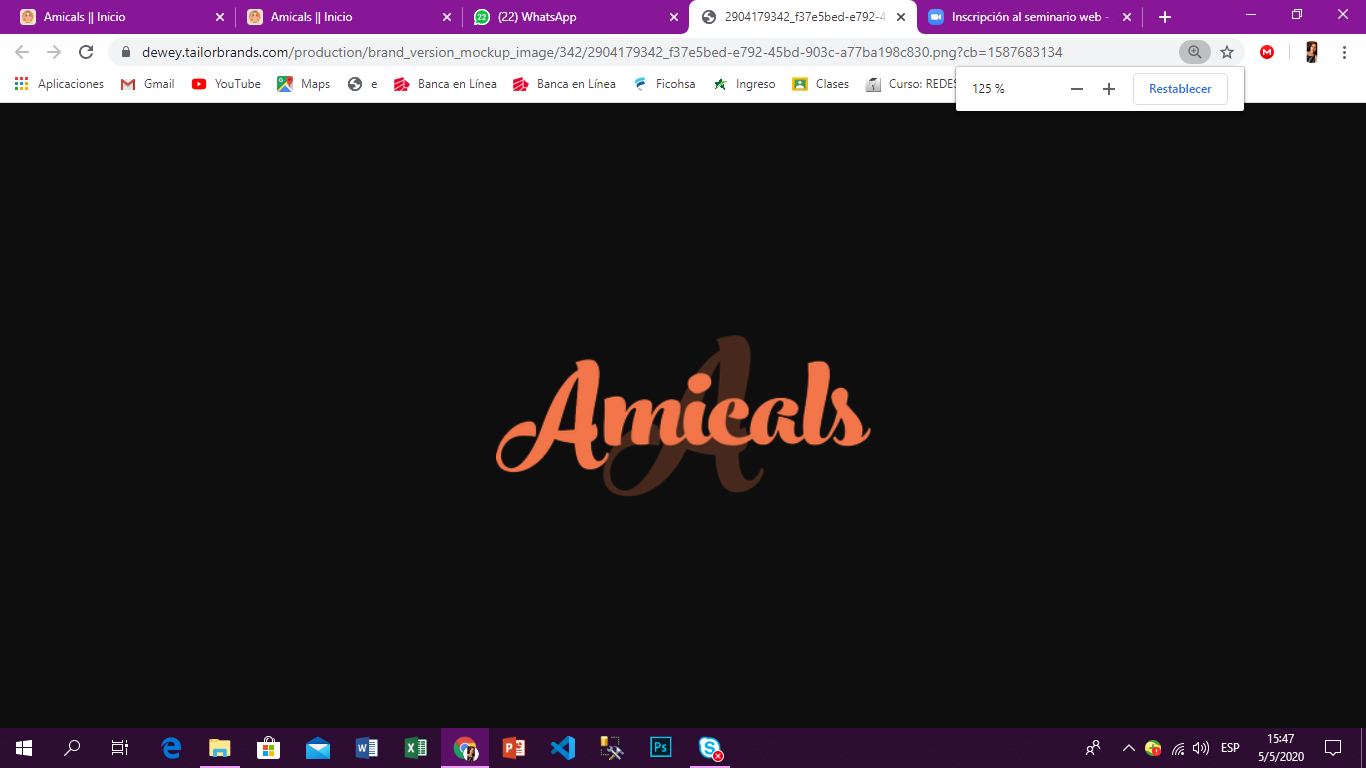 Amicals || Inicio
Amicals || Inicio
(22) WhatsApp
2904179342_f37e5bed-e792-4
Inscripción al seminario web -
dewey.tailorbrands.com/production/brand_version_mockup_image/342/2904179342_f37e5bed-e792-45bd-903c-a77ba198c830.png?cb=1587683134
Aplicaciones
Gmail
YouTube
Maps
e
Banca en Línea
Banca en Línea
Ficohsa
Ingreso
Clases
Curso: REDES
125 %
Restablecer
A
Amicals
ESP
15:47
5/5/2020